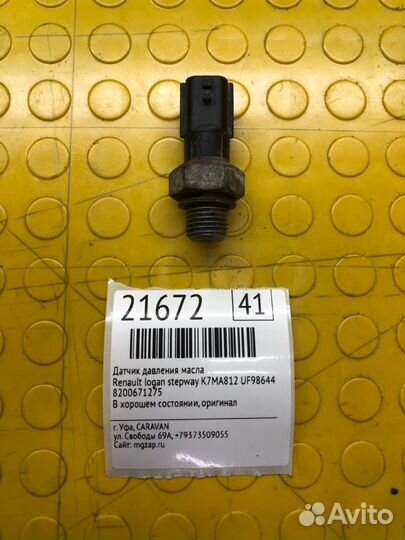 21672 41
Датчик давления масла
Renault logan stepway K7MA812 UF98644
8200671275
В хорошем состоянии, оригинал
г. Уфа, CARAVAN
ул. Свободы 69А, +79373509055
Сайт: mgzap.ru
Avito